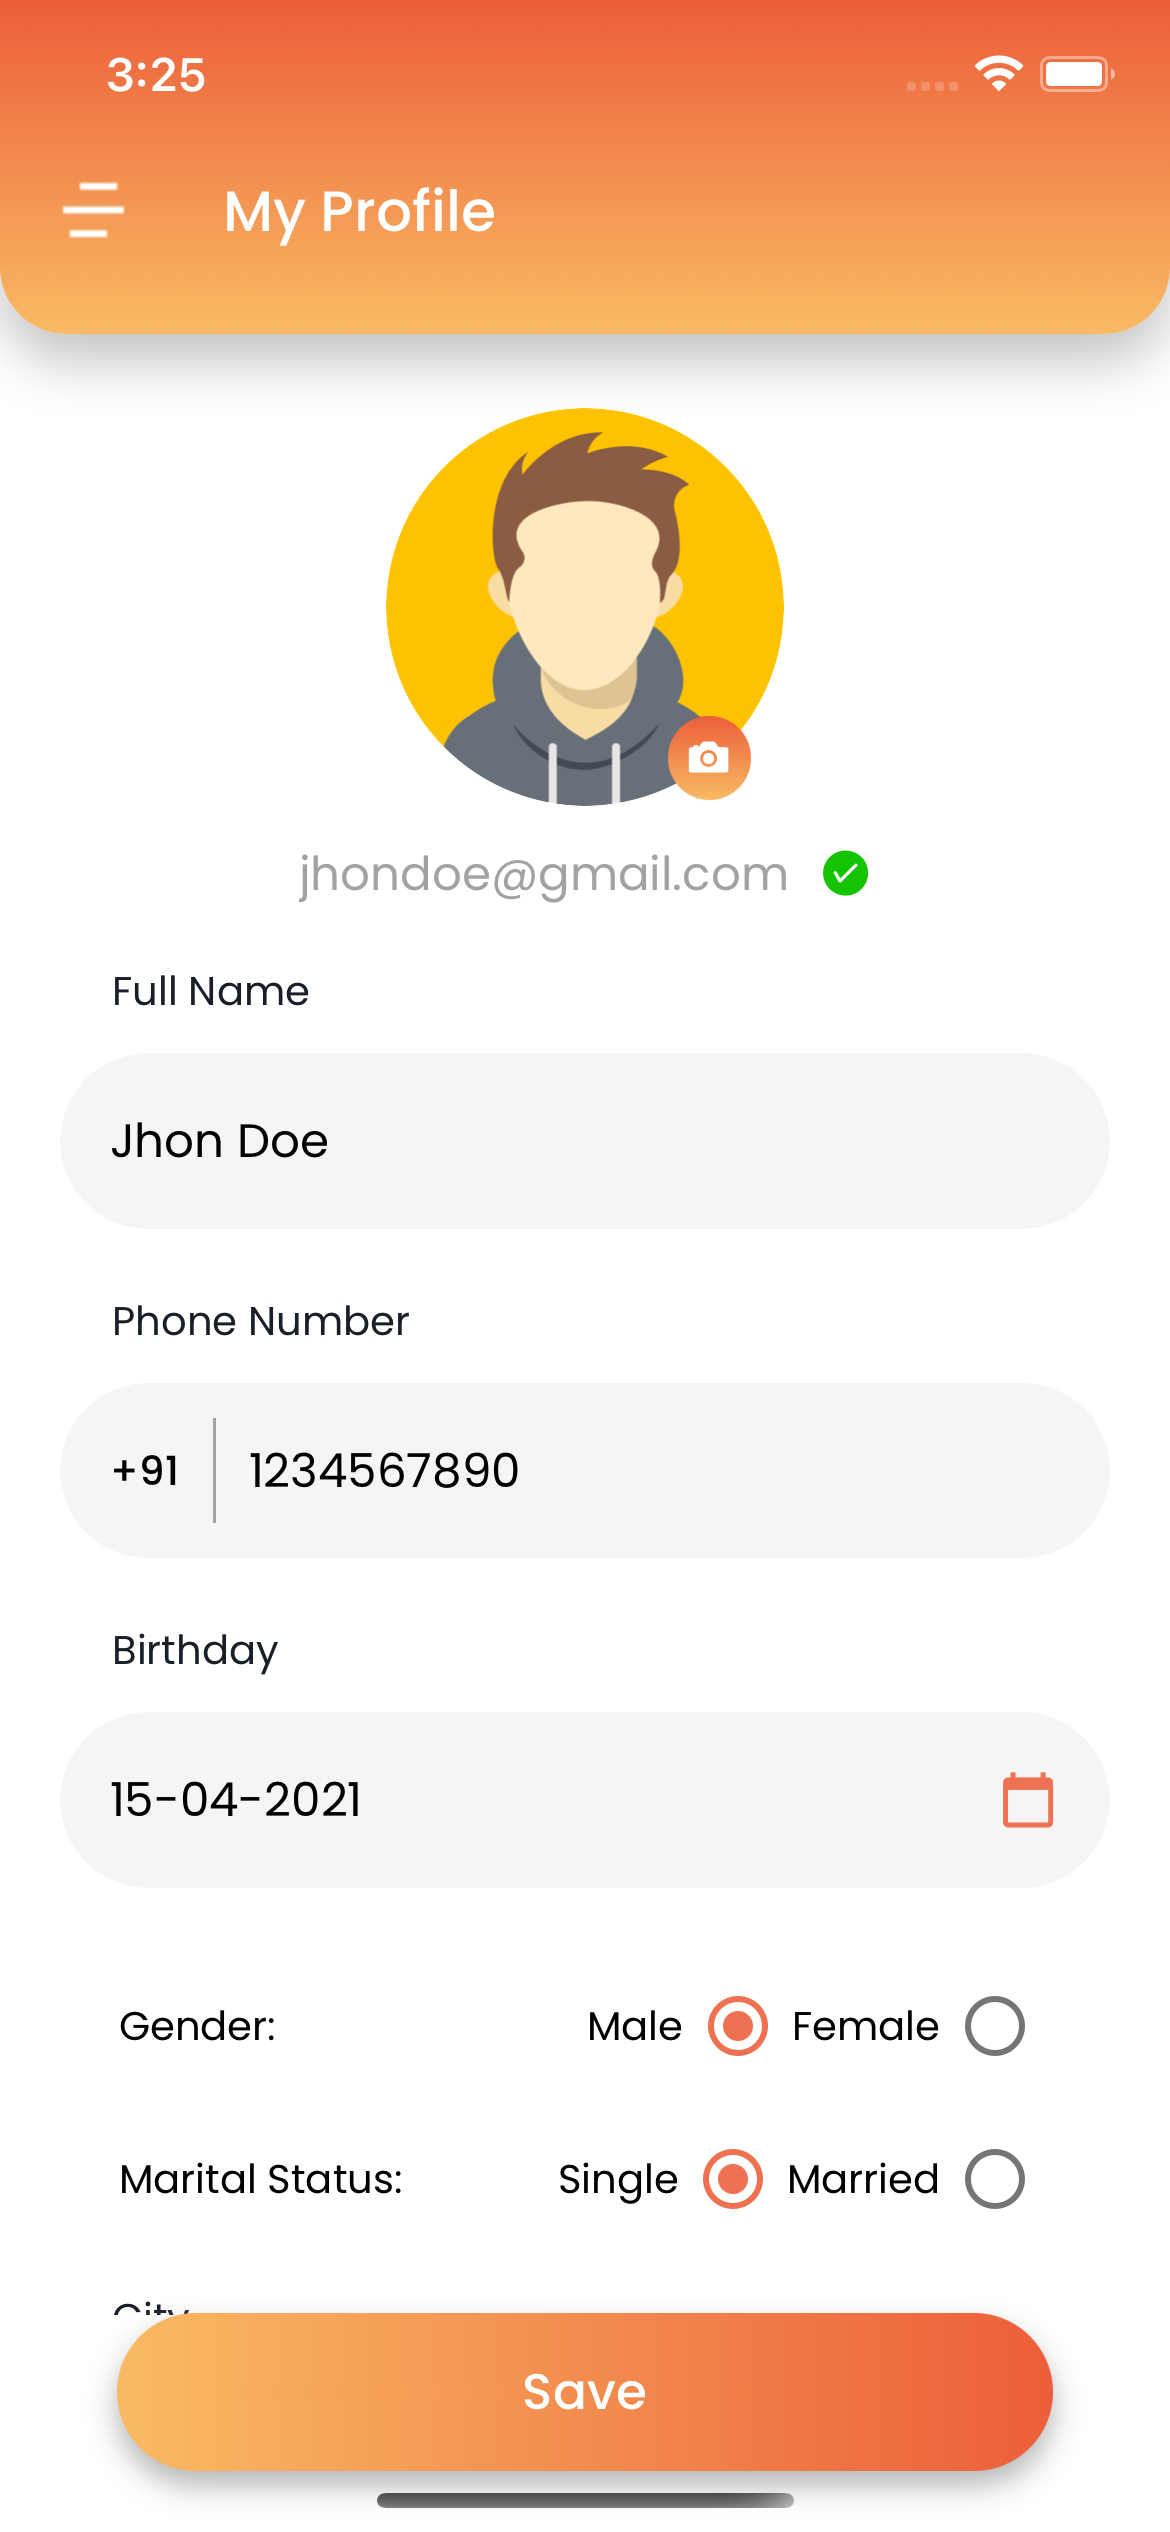 3:25
My Profile
jhondoe@gmail.com
Full Name
Jhon Doe
Phone Number
+91 1234567890
Birthday
15-04-2021
Gender: Male Female
Marital Status: Single Married
City
Save